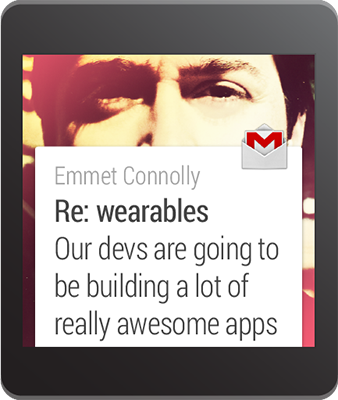 Emmet Connolly
Re: wearables
Our devs are going to
be building a lot of
really awesome apps